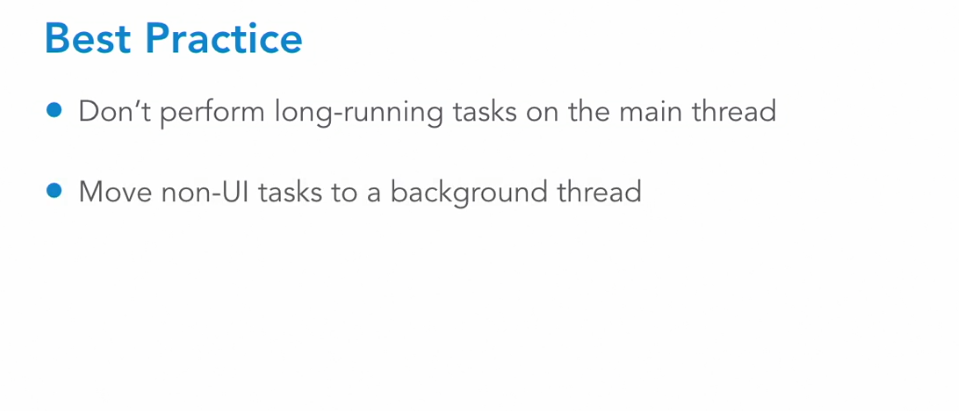 Best Practice
• Don’t perform long-running tasks on the main thread
• Move non-UI tasks to a background thread